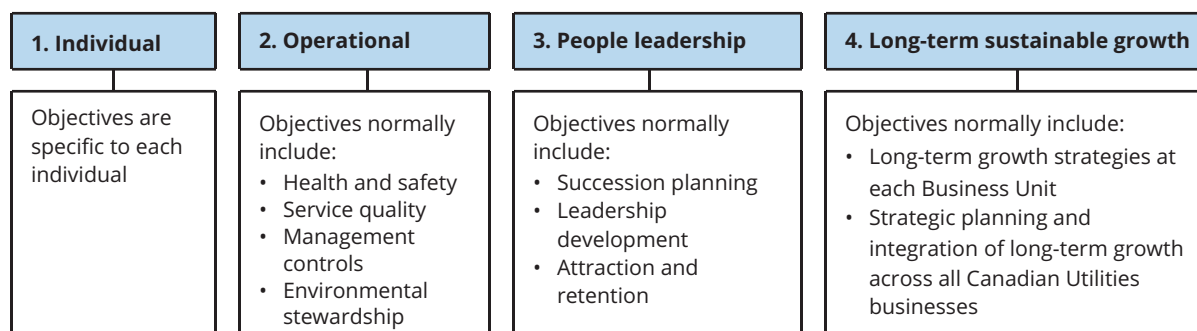 1. Individual
Objectives are
specific to each
individual
2. Operational
Objectives normally
include:
• Health and safety
• Service quality
• Management
controls
• Environmental
stewardship
3. People leadership
Objectives normally
include:
• Succession planning
• Leadership
development
• Attraction and
retention
4. Long-term sustainable growth
Objectives normally include:
• Long-term growth strategies at
each Business Unit
• Strategic planning and
integration of long-term growth
across all Canadian Utilities
businesses